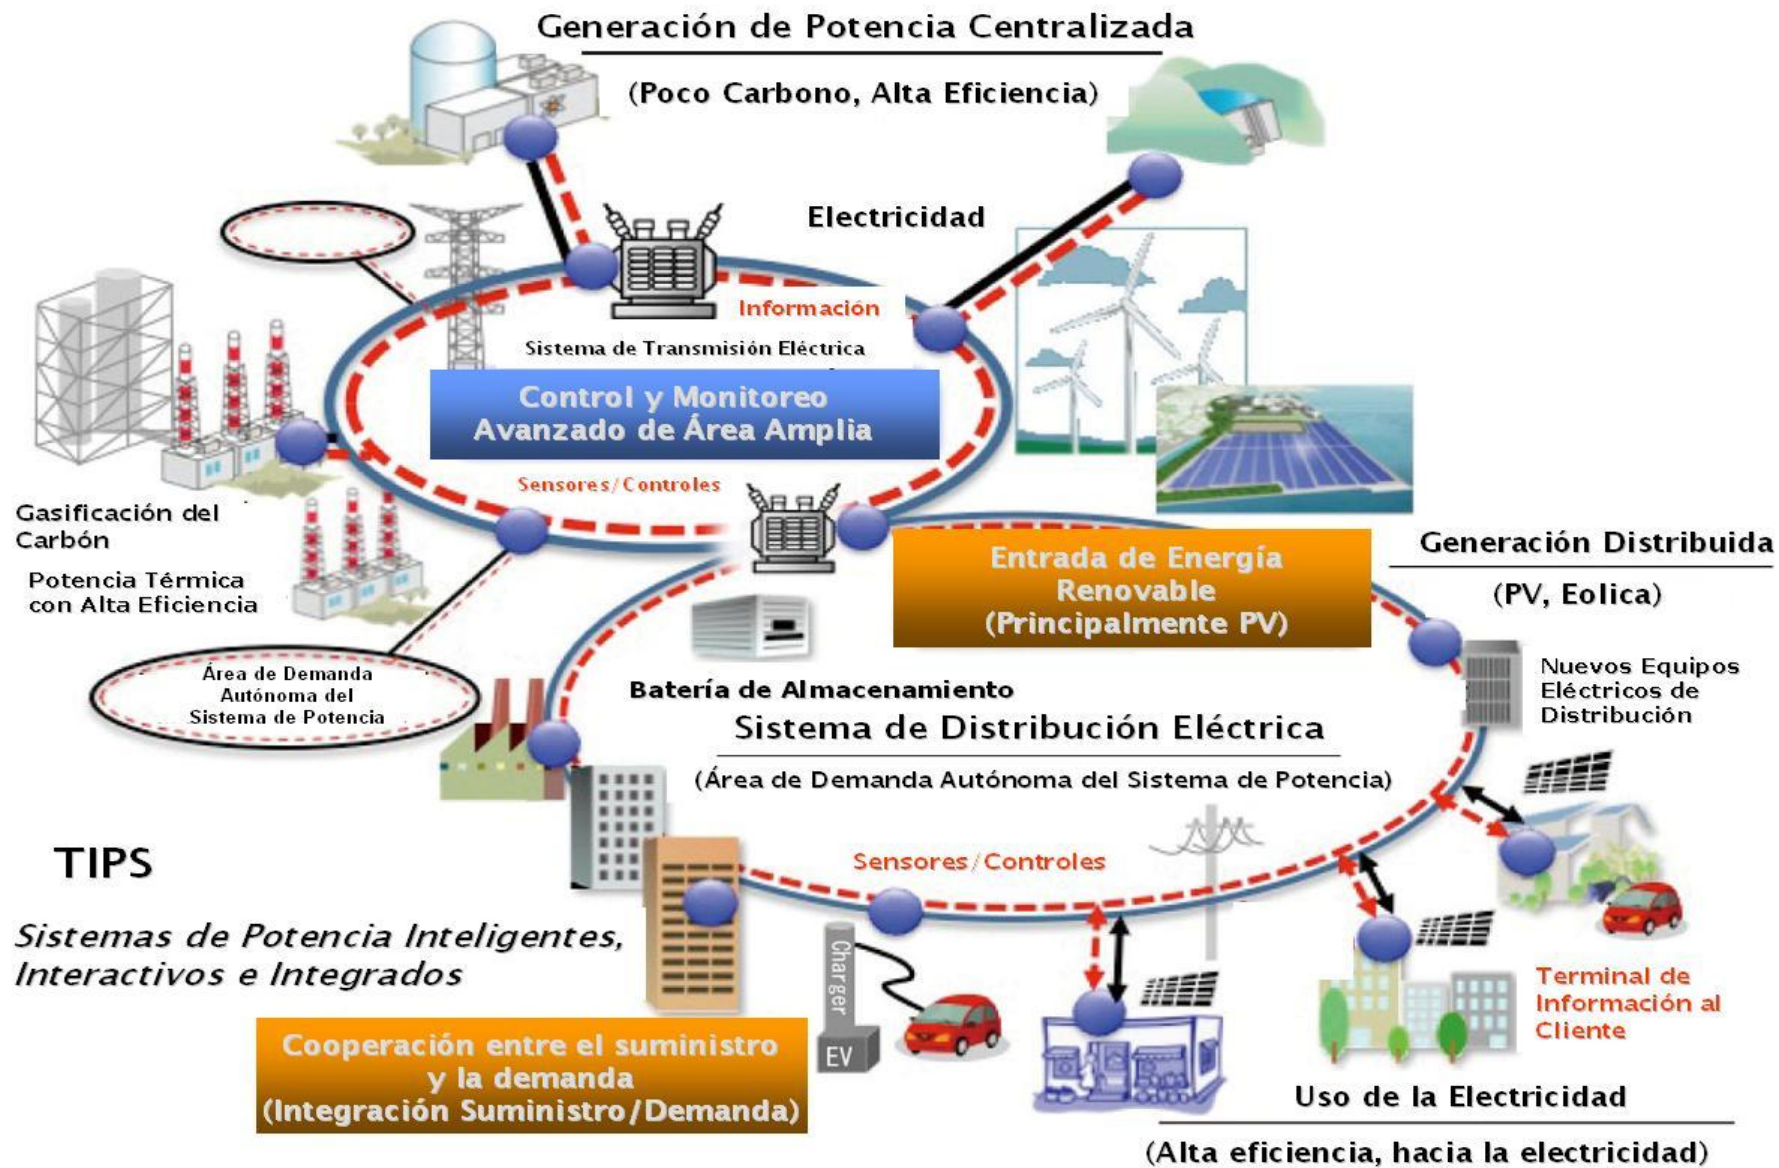 Generación de Potencia Centralizada
(Poco Carbono, Alta Eficiencia)
Electricidad
Información
Sistema de Transmisión Eléctrica
Control y Monitoreo
Avanzado de Área Amplia
Sensores/Controles
Gasificación del
Carbón
Potencia Térmica
con Alta Eficiencia
Entrada de Energía
Renovable
(Principalmente PV)
Generación Distribuida
(PV, Eolica)
Área de Demanda
Autónoma del
Sistema de Potencia
Batería de Almacenamiento
Nuevos Equipos
Eléctricos de
Distribución
Sistema de Distribución Eléctrica
(Área de Demanda Autónoma del Sistema de Potencia)
TIPS
Sensores/Controles
Sistemas de Potencia Inteligentes,
Interactivos e Integrados
Charger
EV
Terminal de
Información al
Cliente
Cooperación entre el suministro
y la demanda
(Integración Suministro/Demanda)
Uso de la Electricidad
(Alta eficiencia, hacia la electricidad)